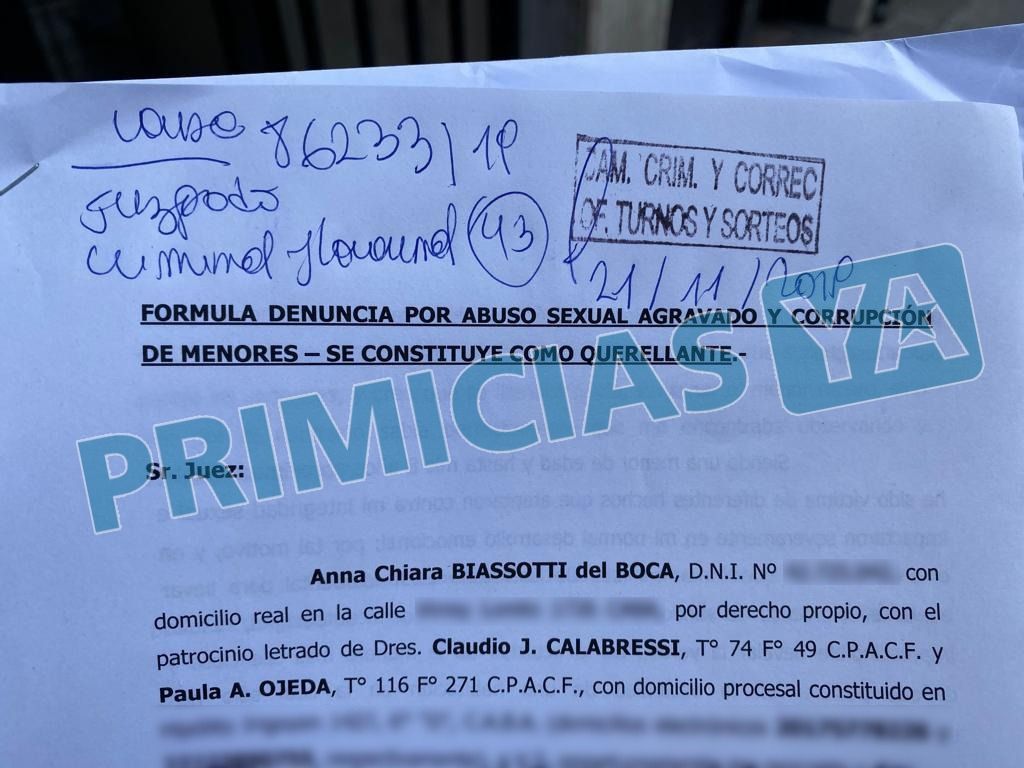 causa 86233/19
CAM. CRIM. Y CORREC
OF. TURNOS Y SORTEOS
Juzgado
criminal 43
21/11/2019
FORMULA DENUNCIA POR ABUSO SEXUAL AGRAVADO Y CORRUPCIÓN
DE MENORES – SE CONSTITUYE COMO QUERELLANTE.-
PRIMICIAS YA
Sr. Juez:
Anna Chiara BIASSOTTI del BOCA, D.N.I. Nº con
domicilio real en la calle por derecho propio, con el
patrocinio letrado de Dres. Claudio J. CALABRESSI, T° 74 F° 49 C.P.A.C.F. y
Paula A. OJEDA, T° 116 F° 271 C.P.A.C.F., con domicilio procesal constituido en